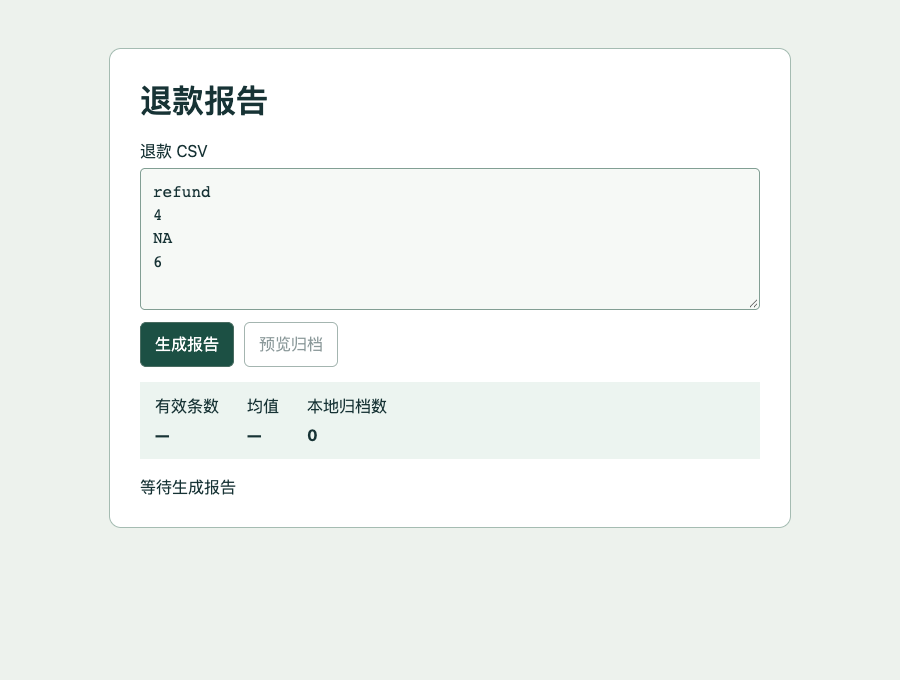 退款报告
退款 CSV
refund
4
NA
6
生成报告 预览归档
有效条数 均值 本地归档数
— — 0
等待生成报告